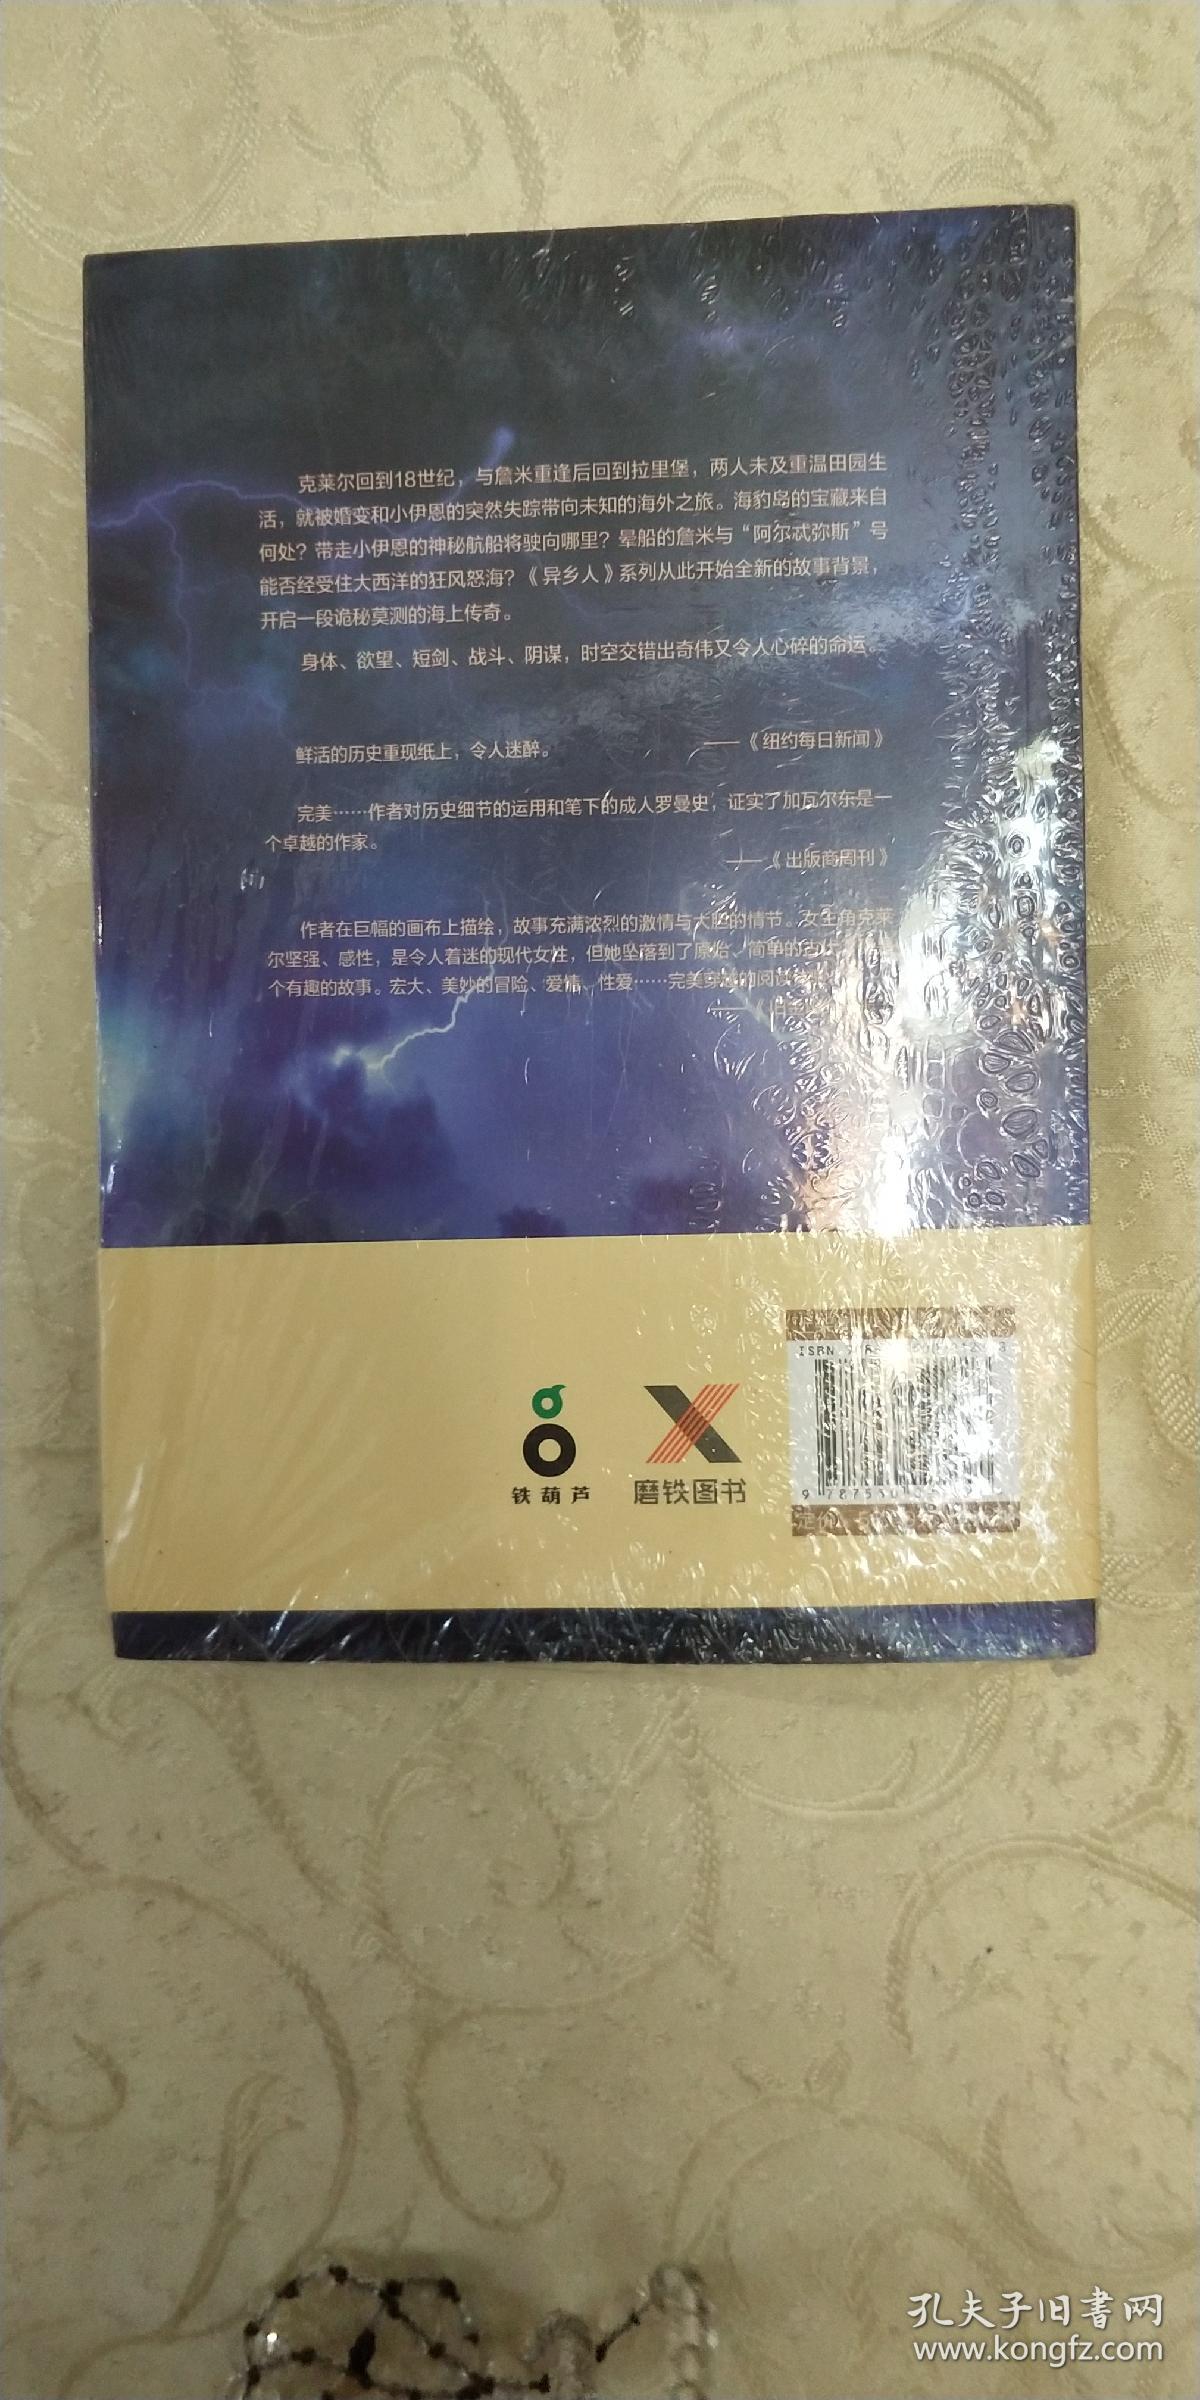 克莱尔回到18世纪，与詹米重逢后回到拉里堡，两人未及重温田园生
活，就被婚变和小伊恩的突然失踪带向未知的海外之旅。海豹岛的宝藏来自
何处？带走小伊恩的神秘航船将驶向哪里？晕船的詹米与“阿尔忒弥斯”号
能否经受住大西洋的狂风怒海？《异乡人》系列从此开始全新的故事背景，
开启一段诡秘莫测的海上传奇。
身体、欲望、短剑、战斗、阴谋，时空交错出奇伟又令人心碎的命运。
鲜活的历史重现纸上，令人迷醉。 ——《纽约每日新闻》
完美……作者对历史细节的运用和笔下的成人罗曼史，证实了加瓦尔东是一
个卓越的作家。
——《出版商周刊》
作者在巨幅的画布上描绘，故事充满浓烈的激情与大胆的情节。女主角克莱
尔坚强、感性，是令人着迷的现代女性，但她坠落到了原始、简单的
个有趣的故事。宏大、美妙的冒险、爱情、性爱……完美穿越的阅读
ISBN
定价
铁葫芦
磨铁图书
孔夫子旧书网
www.kongfz.com